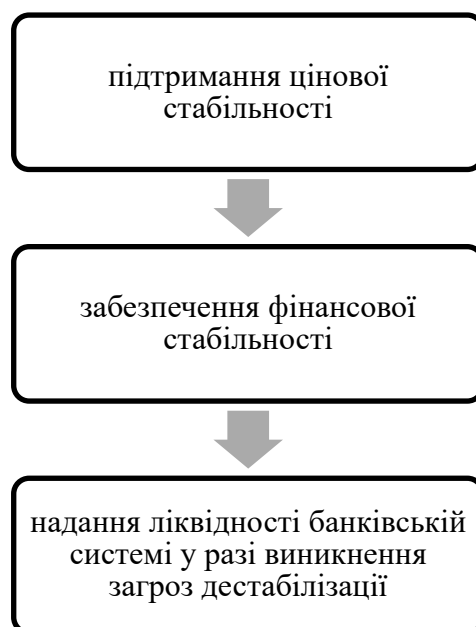 підтримання цінової
стабільності
забезпечення фінансової
стабільності
надання ліквідності банківській
системі у разі виникнення
загроз дестабілізації